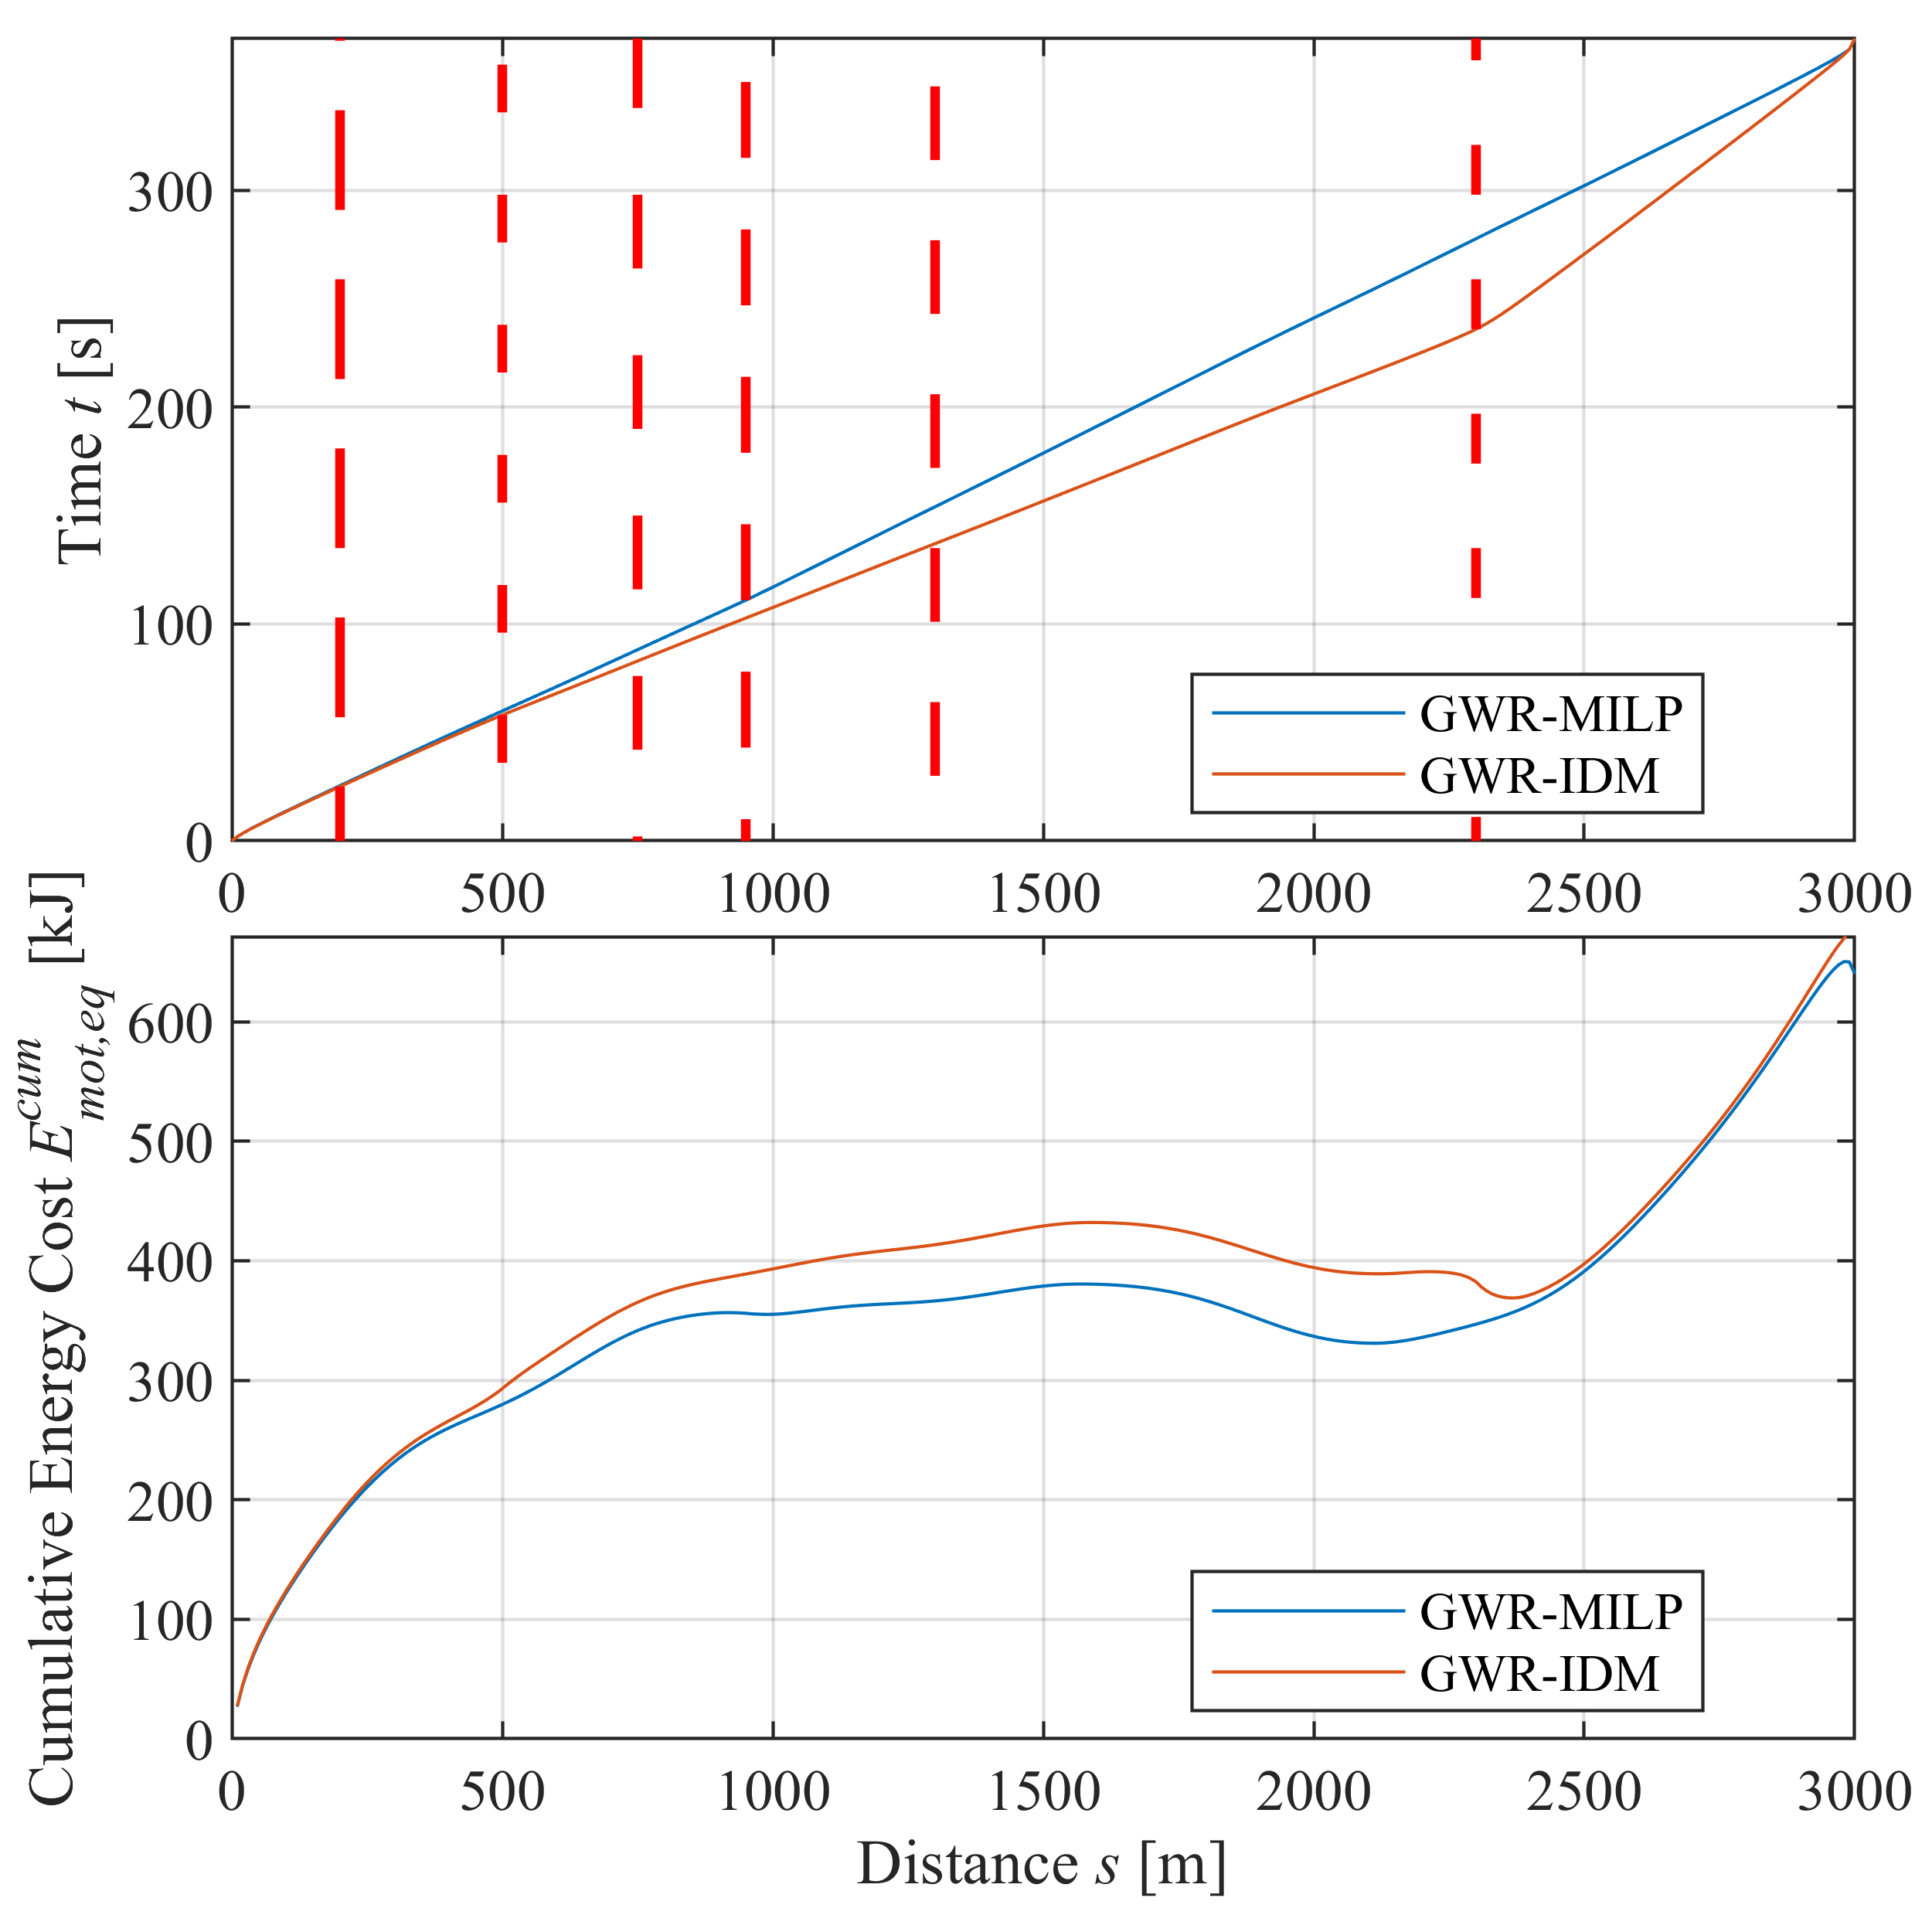 Time t [s]
300
200
100
0
GWR-MILP
GWR-IDM
0 500 1000 1500 2000 2500 3000
Cumulative Energy Cost E^{cum}_{mot,eq} [kJ]
600
500
400
300
200
100
0
GWR-MILP
GWR-IDM
0 500 1000 1500 2000 2500 3000
Distance s [m]